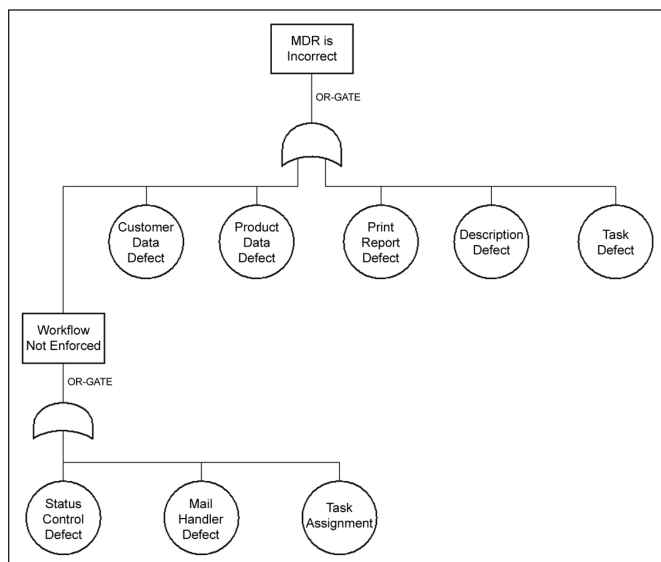 MDR is
Incorrect
OR-GATE
Customer
Data
Defect
Product
Data
Defect
Print
Report
Defect
Description
Defect
Task
Defect
Workflow
Not Enforced
OR-GATE
Status
Control
Defect
Mail
Handler
Defect
Task
Assignment